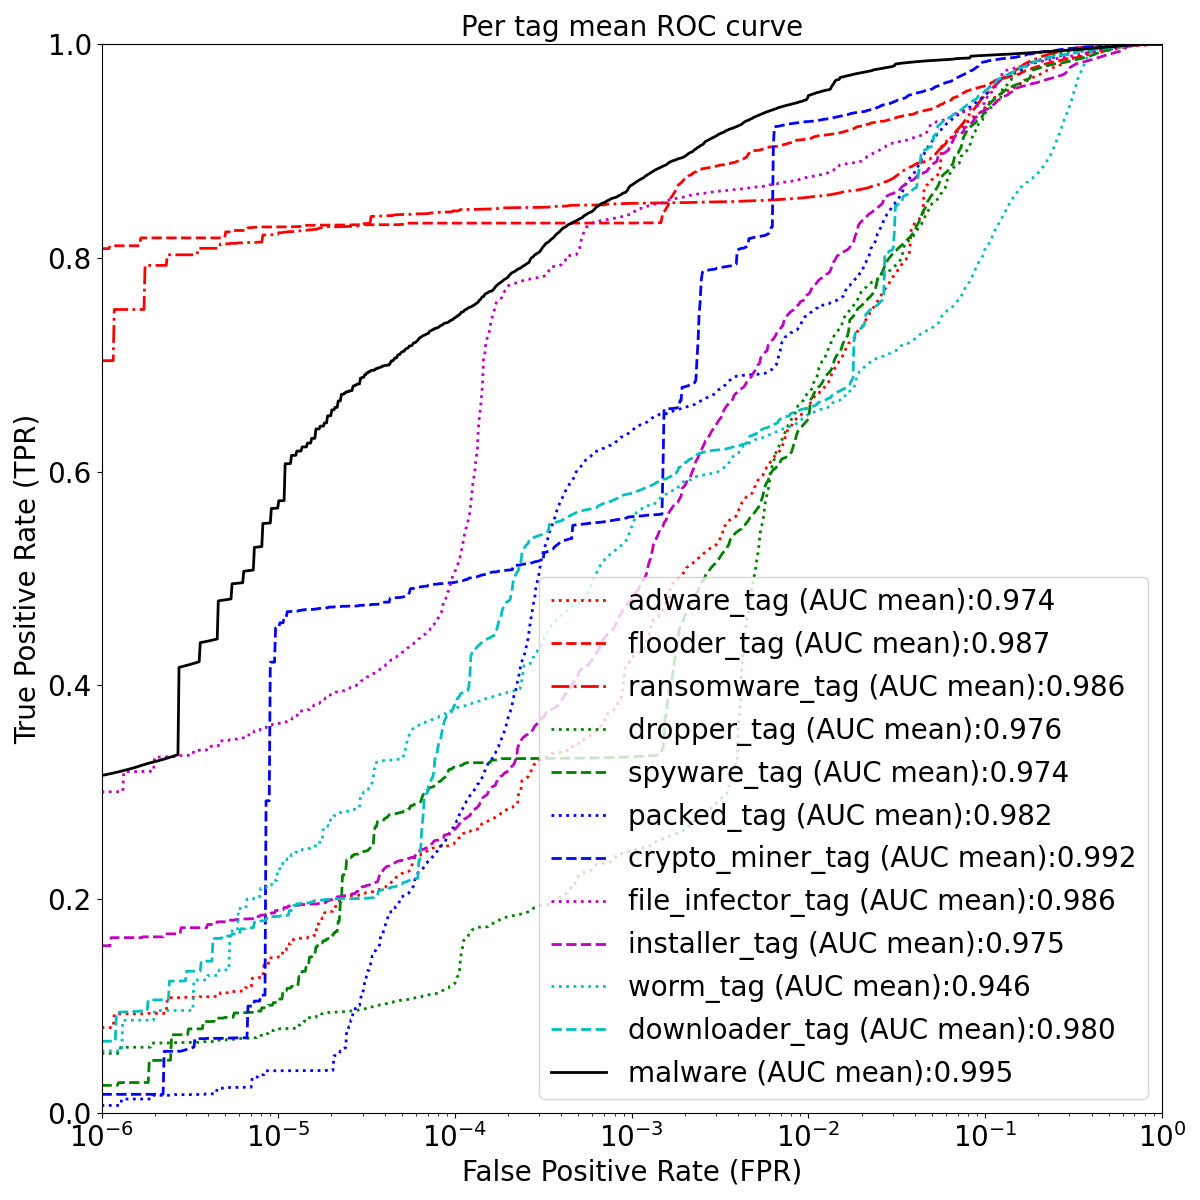 Per tag mean ROC curve
True Positive Rate (TPR)
1.0
0.8
0.6
0.4
0.2
0.0
adware_tag (AUC mean):0.974
flooder_tag (AUC mean):0.987
ransomware_tag (AUC mean):0.986
dropper_tag (AUC mean):0.976
spyware_tag (AUC mean):0.974
packed_tag (AUC mean):0.982
crypto_miner_tag (AUC mean):0.992
file_infector_tag (AUC mean):0.986
installer_tag (AUC mean):0.975
worm_tag (AUC mean):0.946
downloader_tag (AUC mean):0.980
malware (AUC mean):0.995
10⁻⁶ 10⁻⁵ 10⁻⁴ 10⁻³ 10⁻² 10⁻¹ 10⁰
False Positive Rate (FPR)